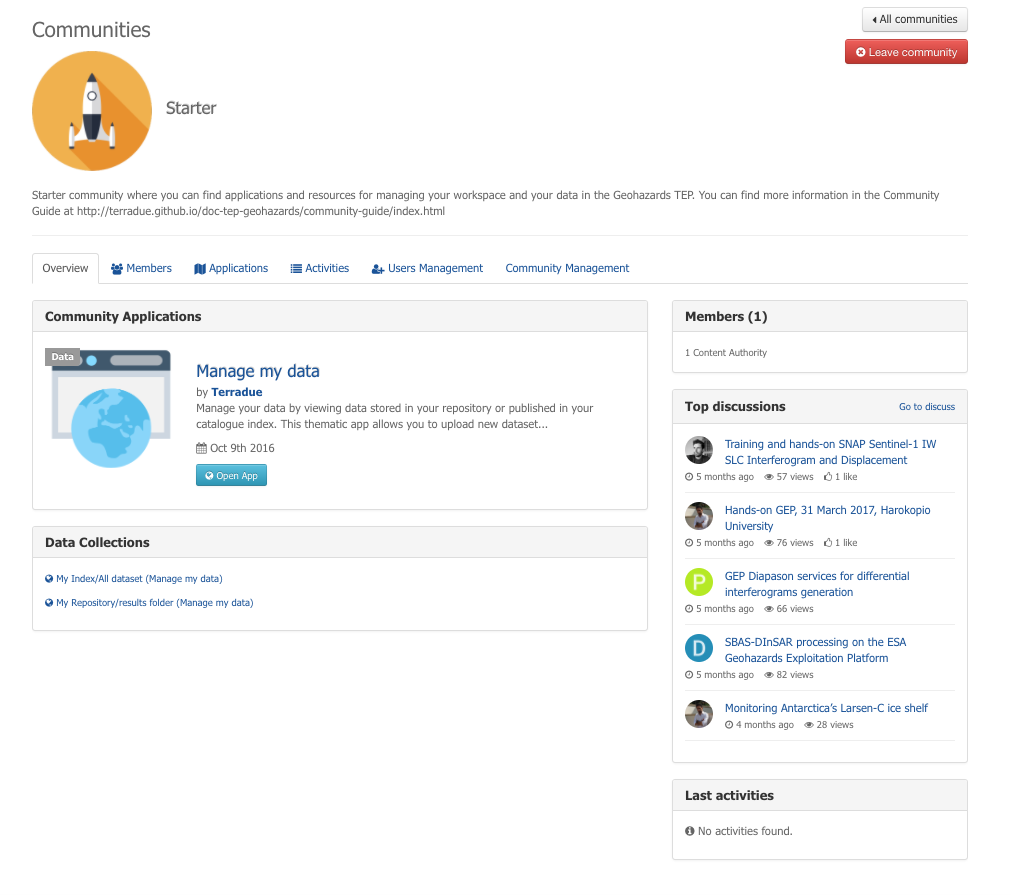 Communities
All communities
Leave community
Starter
Starter community where you can find applications and resources for managing your workspace and your data in the Geohazards TEP. You can find more information in the Community
Guide at http://terradue.github.io/doc-tep-geohazards/community-guide/index.html
Overview Members Applications Activities Users Management Community Management
Community Applications
Data
Manage my data
by Terradue
Manage your data by viewing data stored in your repository or published in your
catalogue index. This thematic app allows you to upload new dataset...
Oct 9th 2016
Open App
Data Collections
My Index/All dataset (Manage my data)
My Repository/results folder (Manage my data)
Members (1)
1 Content Authority
Top discussions Go to discuss
Training and hands-on SNAP Sentinel-1 IW
SLC Interferogram and Displacement
5 months ago 57 views 1 like
Hands-on GEP, 31 March 2017, Harokopio
University
5 months ago 76 views 1 like
P
GEP Diapason services for differential
interferograms generation
5 months ago 66 views
D
SBAS-DInSAR processing on the ESA
Geohazards Exploitation Platform
5 months ago 82 views
Monitoring Antarctica’s Larsen-C ice shelf
4 months ago 28 views
Last activities
No activities found.